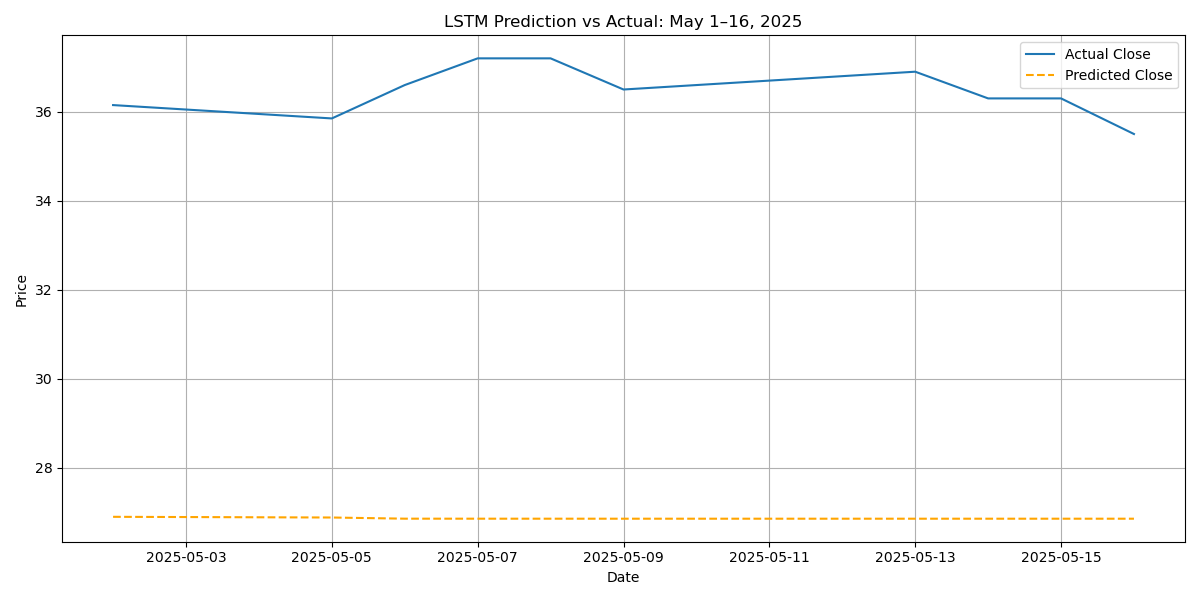 LSTM Prediction vs Actual: May 1–16, 2025
Actual Close
Predicted Close
Price
36
34
32
30
28
2025-05-03
2025-05-05
2025-05-07
2025-05-09
2025-05-11
2025-05-13
2025-05-15
Date